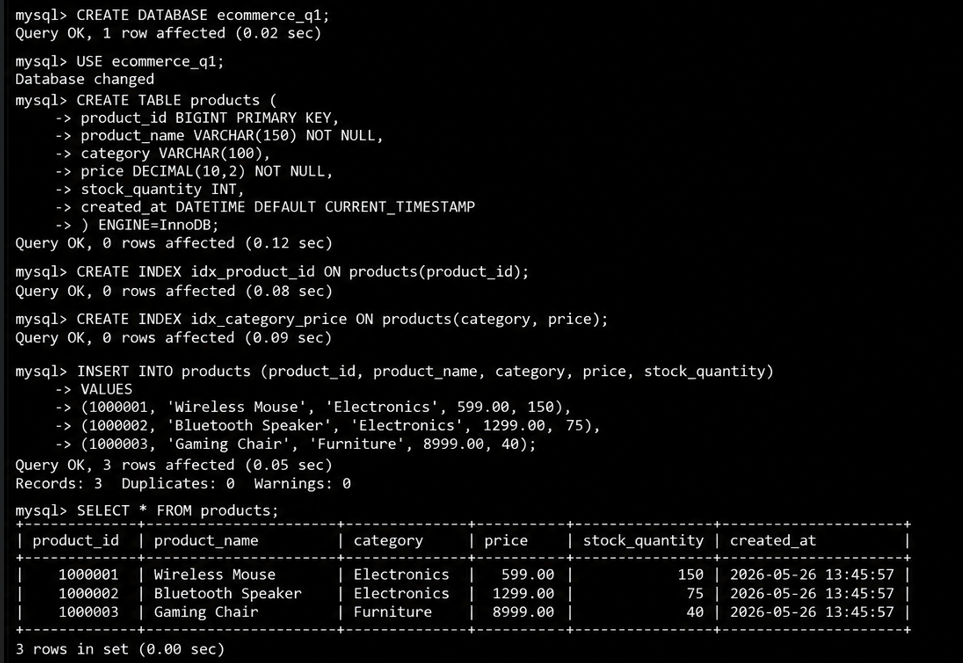 mysql> CREATE DATABASE ecommerce_q1;
Query OK, 1 row affected (0.02 sec)
mysql> USE ecommerce_q1;
Database changed
mysql> CREATE TABLE products (
    -> product_id BIGINT PRIMARY KEY,
    -> product_name VARCHAR(150) NOT NULL,
    -> category VARCHAR(100),
    -> price DECIMAL(10,2) NOT NULL,
    -> stock_quantity INT,
    -> created_at DATETIME DEFAULT CURRENT_TIMESTAMP
    -> ) ENGINE=InnoDB;
Query OK, 0 rows affected (0.12 sec)
mysql> CREATE INDEX idx_product_id ON products(product_id);
Query OK, 0 rows affected (0.08 sec)
mysql> CREATE INDEX idx_category_price ON products(category, price);
Query OK, 0 rows affected (0.09 sec)
mysql> INSERT INTO products (product_id, product_name, category, price, stock_quantity)
    -> VALUES
    -> (1000001, 'Wireless Mouse', 'Electronics', 599.00, 150),
    -> (1000002, 'Bluetooth Speaker', 'Electronics', 1299.00, 75),
    -> (1000003, 'Gaming Chair', 'Furniture', 8999.00, 40);
Query OK, 3 rows affected (0.05 sec)
Records: 3  Duplicates: 0  Warnings: 0
mysql> SELECT * FROM products;
| product_id | product_name | category | price | stock_quantity | created_at |
| 1000001 | Wireless Mouse | Electronics | 599.00 | 150 | 2026-05-26 13:45:57 |
| 1000002 | Bluetooth Speaker | Electronics | 1299.00 | 75 | 2026-05-26 13:45:57 |
| 1000003 | Gaming Chair | Furniture | 8999.00 | 40 | 2026-05-26 13:45:57 |
3 rows in set (0.00 sec)